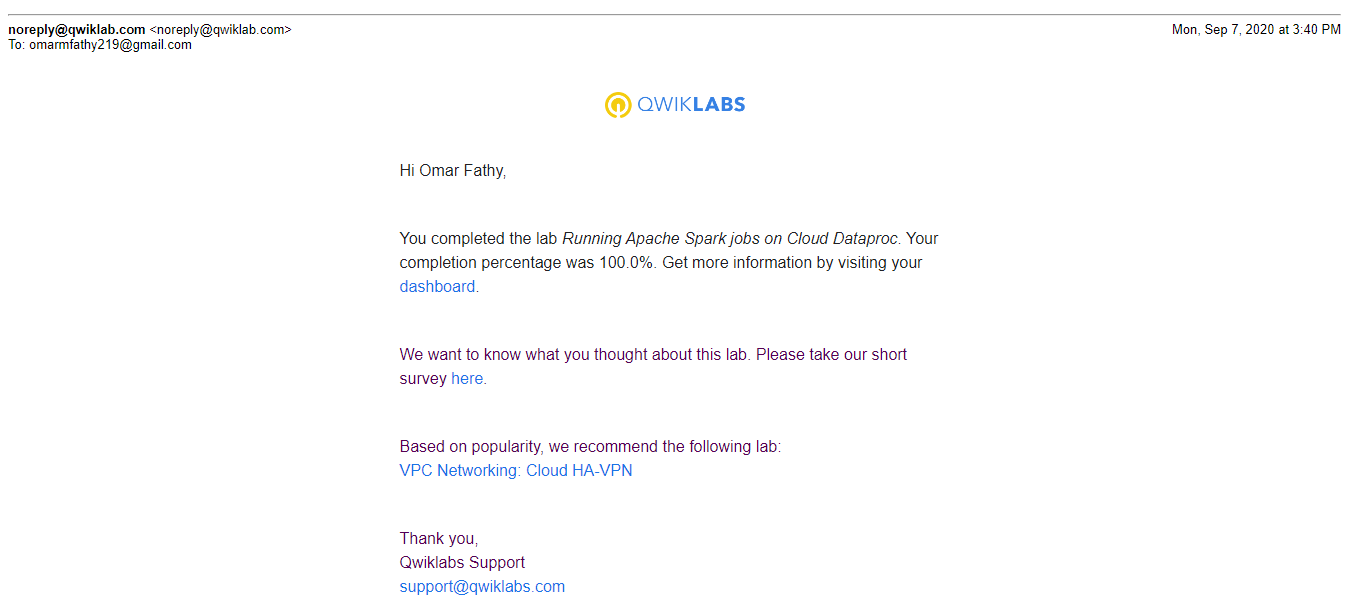 noreply@qwiklab.com <noreply@qwiklab.com>
Mon, Sep 7, 2020 at 3:40 PM
To: omarmfathy219@gmail.com
QWIKLABS
Hi Omar Fathy,
You completed the lab Running Apache Spark jobs on Cloud Dataproc. Your
completion percentage was 100.0%. Get more information by visiting your
dashboard.
We want to know what you thought about this lab. Please take our short
survey here.
Based on popularity, we recommend the following lab:
VPC Networking: Cloud HA-VPN
Thank you,
Qwiklabs Support
support@qwiklabs.com